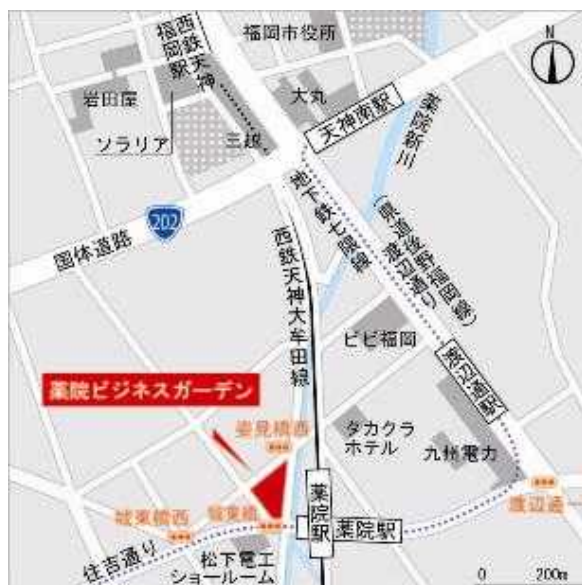 福岡市役所
N
西鉄天神
福岡駅
岩田屋
大丸
天神南駅
薬院新川
ソラリア
三越
地下鉄七隈線
(県道後野福岡線)
渡辺通り
202
国体道路
西鉄天神大牟田線
ビビ福岡
渡辺通駅
薬院ビジネスガーデン
姿見橋西
タカクラ
ホテル
九州電力
城東橋西
城東橋
薬院駅
薬院駅
渡辺通一
住吉通り
松下電工
ショールーム
0 200m